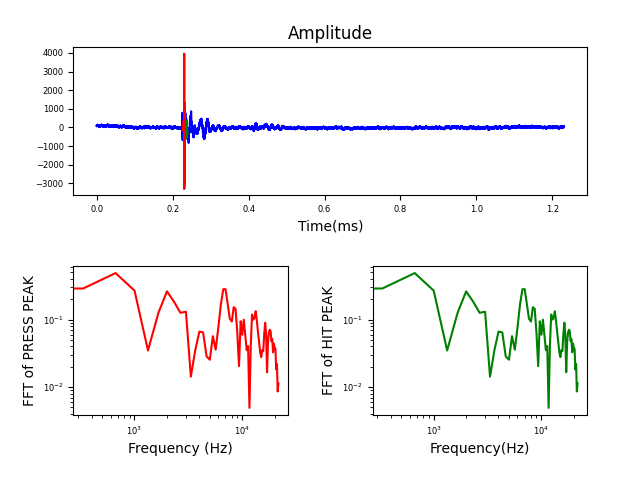 Amplitude
4000
3000
2000
1000
0
−1000
−2000
−3000
0.0 0.2 0.4 0.6 0.8 1.0 1.2
Time(ms)
FFT of PRESS PEAK
10⁻¹
10⁻²
10³ 10⁴
Frequency (Hz)
FFT of HIT PEAK
10⁻¹
10⁻²
10³ 10⁴
Frequency(Hz)